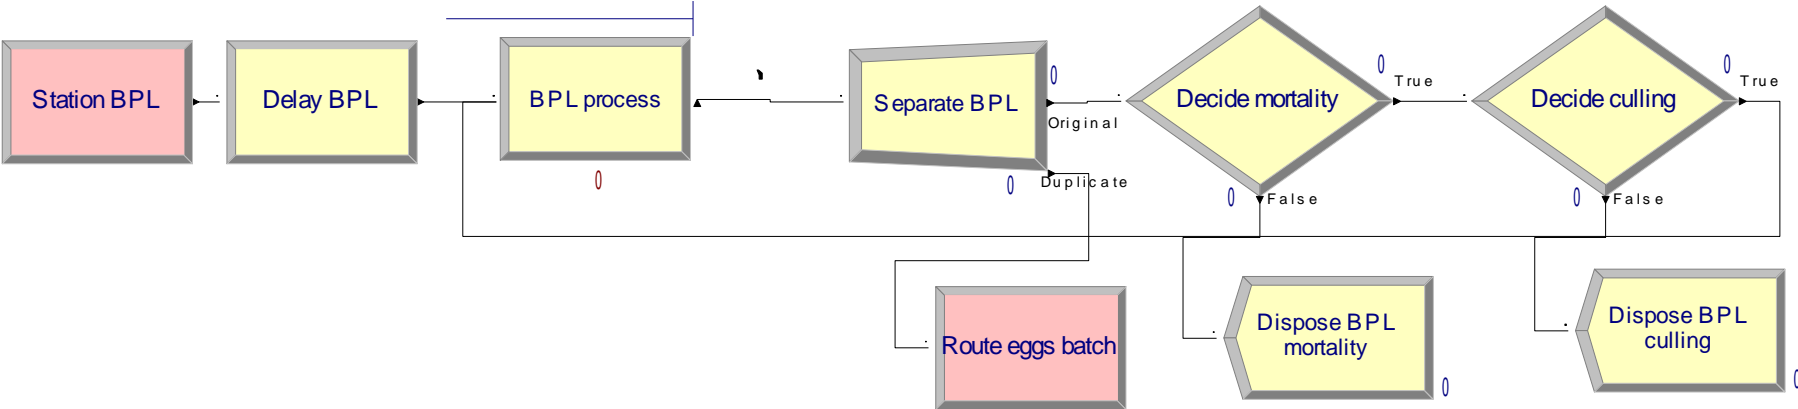 Station BPL
Delay BPL
BPL process
0
Separate BPL
0
Original
0
Duplicate
Decide mortality
0
True
0
False
Decide culling
0
True
0
False
Route eggs batch
Dispose BPL
mortality
0
Dispose BPL
culling
0